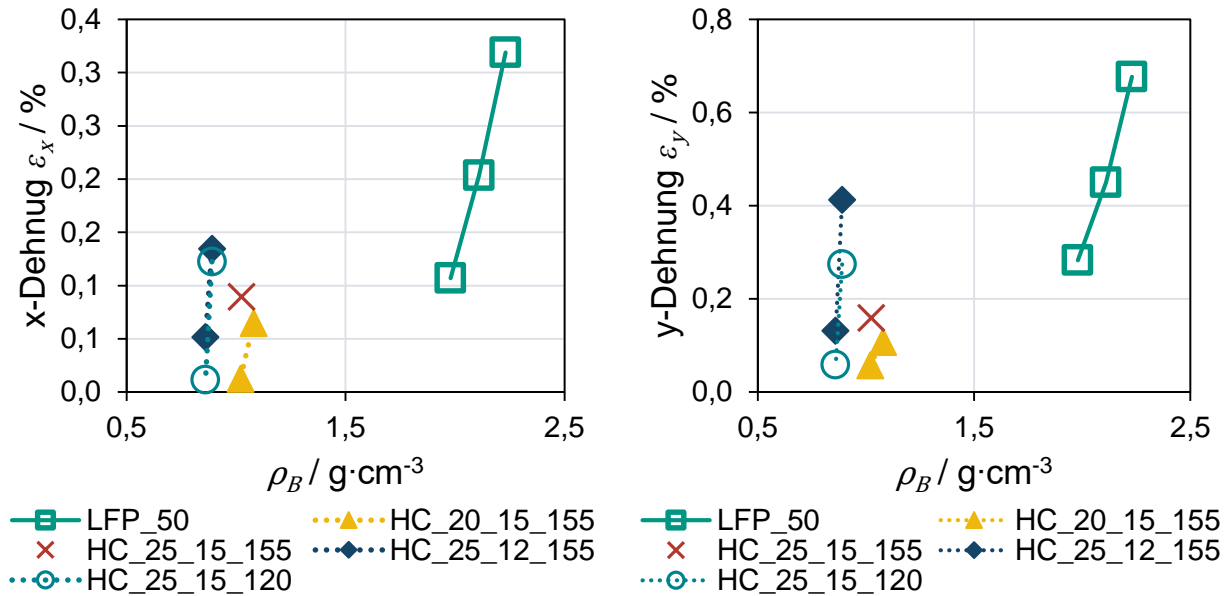 0,4
0,3
0,3
0,2
0,2
0,1
0,1
0,0
x-Dehnug εx / %
0,5 1,5 2,5
ρB / g·cm-3
LFP_50 HC_20_15_155
HC_25_15_155 HC_25_12_155
HC_25_15_120
0,8
0,6
0,4
0,2
0,0
y-Dehnung εy / %
0,5 1,5 2,5
ρB / g·cm-3
LFP_50 HC_20_15_155
HC_25_15_155 HC_25_12_155
HC_25_15_120